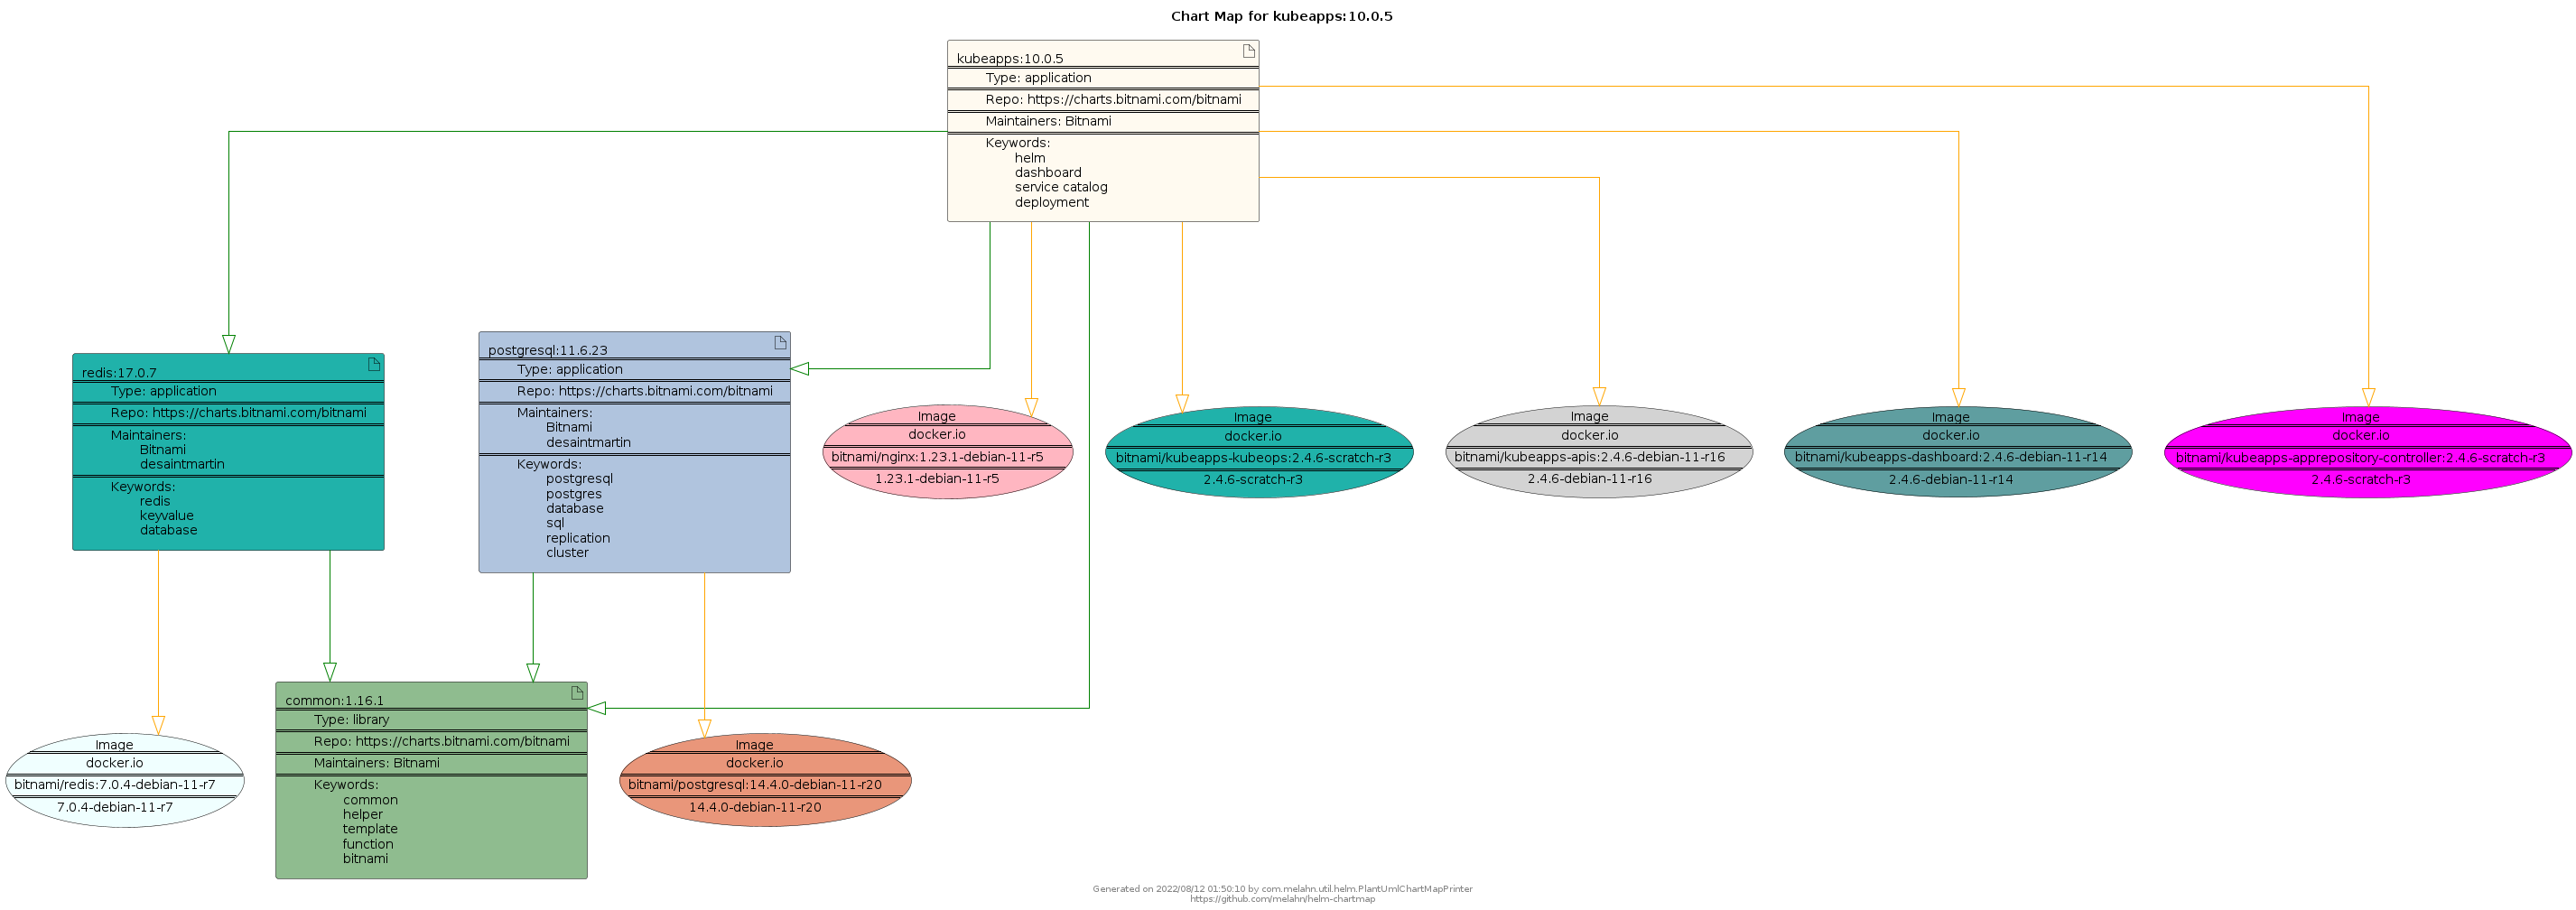 Chart Map for kubeapps:10.0.5
kubeapps:10.0.5
Type: application
Repo: https://charts.bitnami.com/bitnami
Maintainers: Bitnami
Keywords:
helm
dashboard
service catalog
deployment
redis:17.0.7
Type: application
Repo: https://charts.bitnami.com/bitnami
Maintainers:
Bitnami
desaintmartin
Keywords:
redis
keyvalue
database
postgresql:11.6.23
Type: application
Repo: https://charts.bitnami.com/bitnami
Maintainers:
Bitnami
desaintmartin
Keywords:
postgresql
postgres
database
sql
replication
cluster
Image
docker.io
bitnami/nginx:1.23.1-debian-11-r5
1.23.1-debian-11-r5
Image
docker.io
bitnami/kubeapps-kubeops:2.4.6-scratch-r3
2.4.6-scratch-r3
Image
docker.io
bitnami/kubeapps-apis:2.4.6-debian-11-r16
2.4.6-debian-11-r16
Image
docker.io
bitnami/kubeapps-dashboard:2.4.6-debian-11-r14
2.4.6-debian-11-r14
Image
docker.io
bitnami/kubeapps-apprepository-controller:2.4.6-scratch-r3
2.4.6-scratch-r3
Image
docker.io
bitnami/redis:7.0.4-debian-11-r7
7.0.4-debian-11-r7
common:1.16.1
Type: library
Repo: https://charts.bitnami.com/bitnami
Maintainers: Bitnami
Keywords:
common
helper
template
function
bitnami
Image
docker.io
bitnami/postgresql:14.4.0-debian-11-r20
14.4.0-debian-11-r20
Generated on 2022/08/12 01:50:10 by com.melahn.util.helm.PlantUmlChartMapPrinter
https://github.com/melahn/helm-chartmap